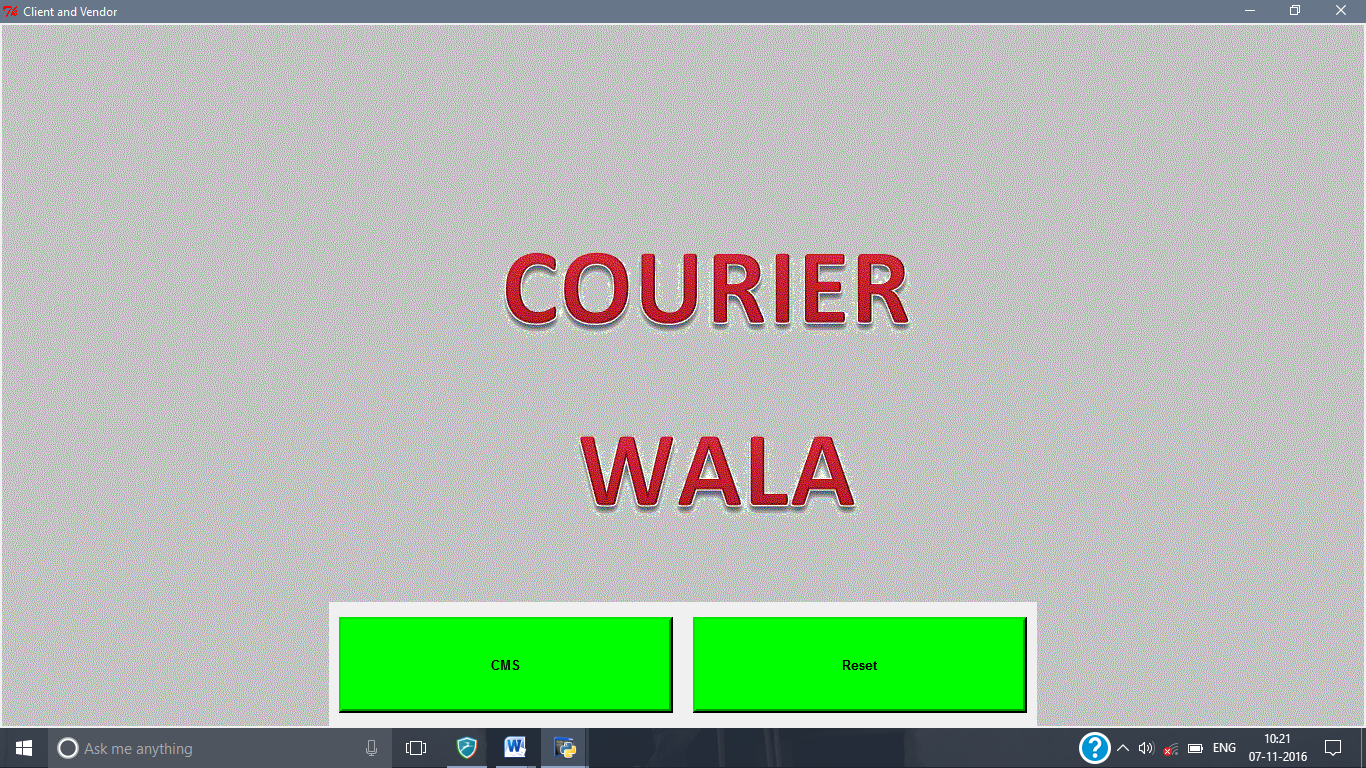 Client and Vendor
COURIER
WALA
CMS
Reset
Ask me anything
ENG
10:21
07-11-2016